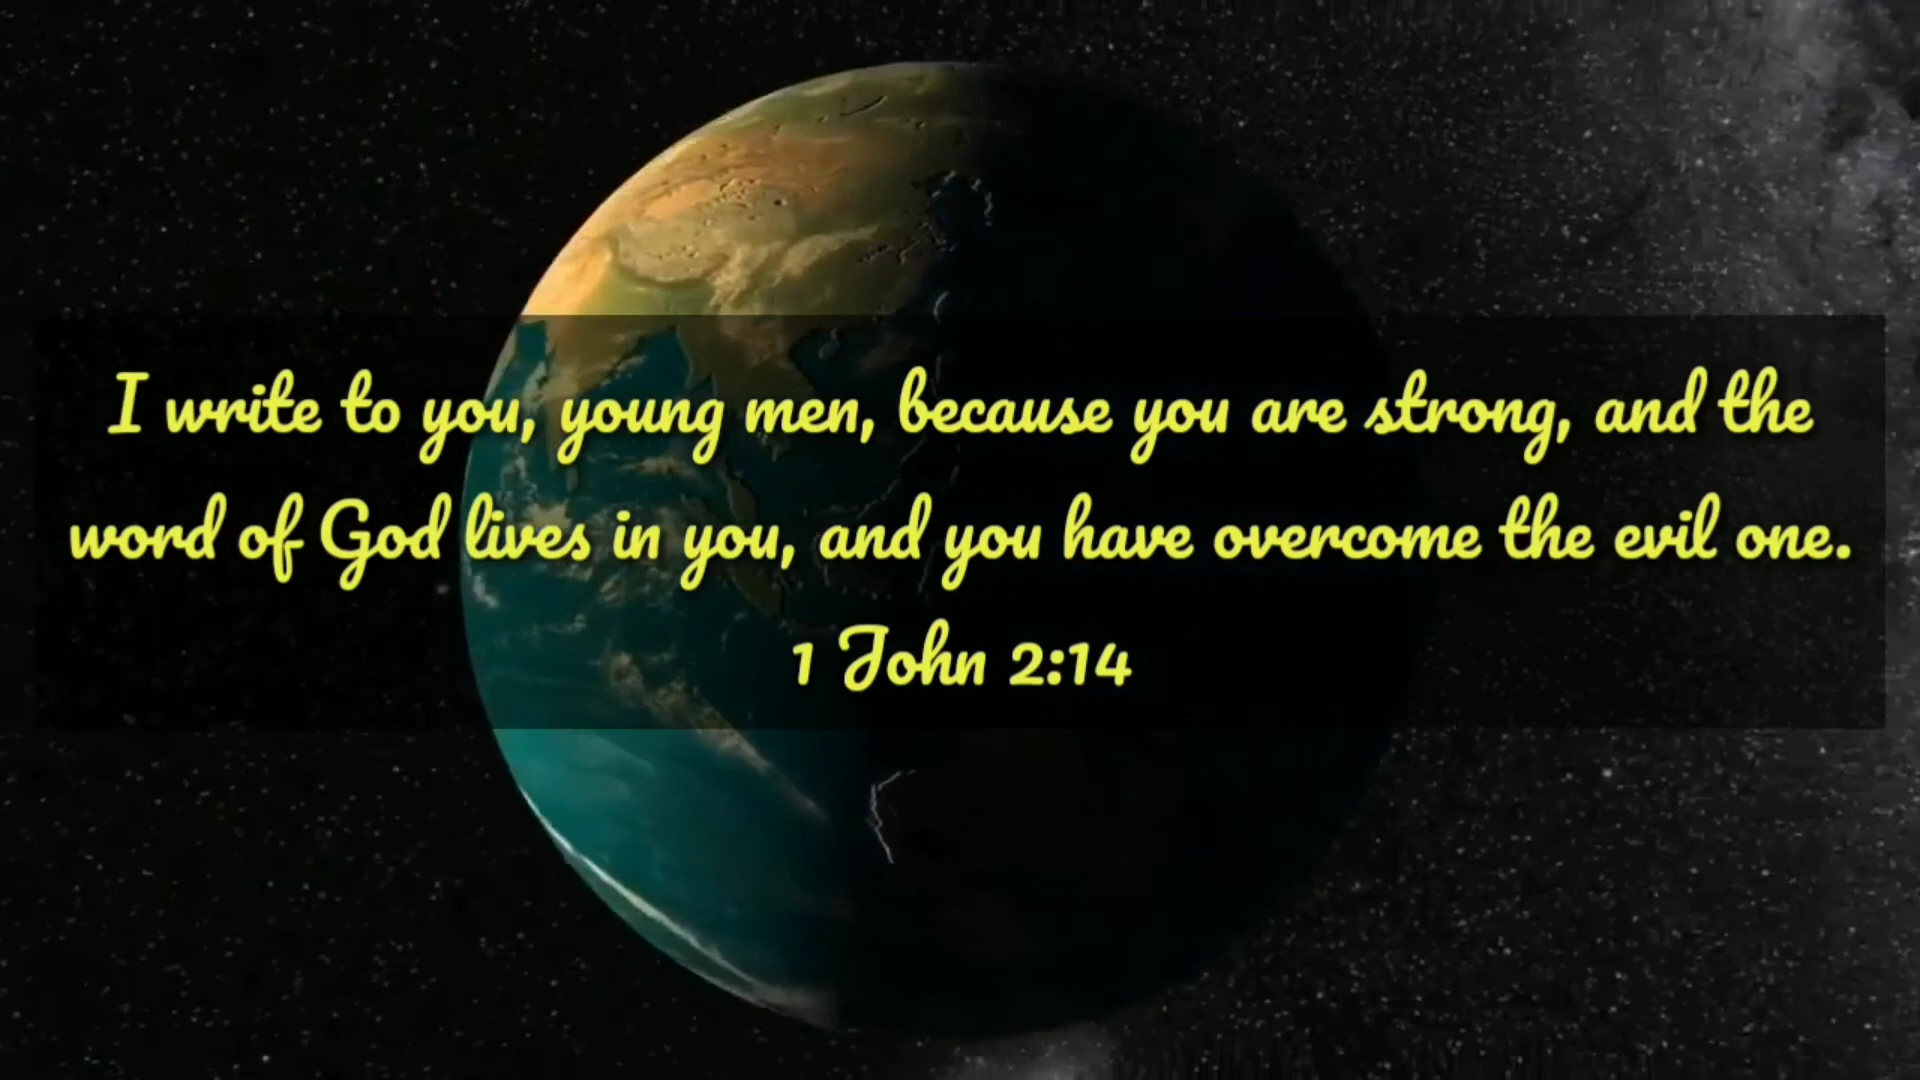 I write to you, young men, because you are strong, and the
word of God lives in you, and you have overcome the evil one.
1 John 2:14